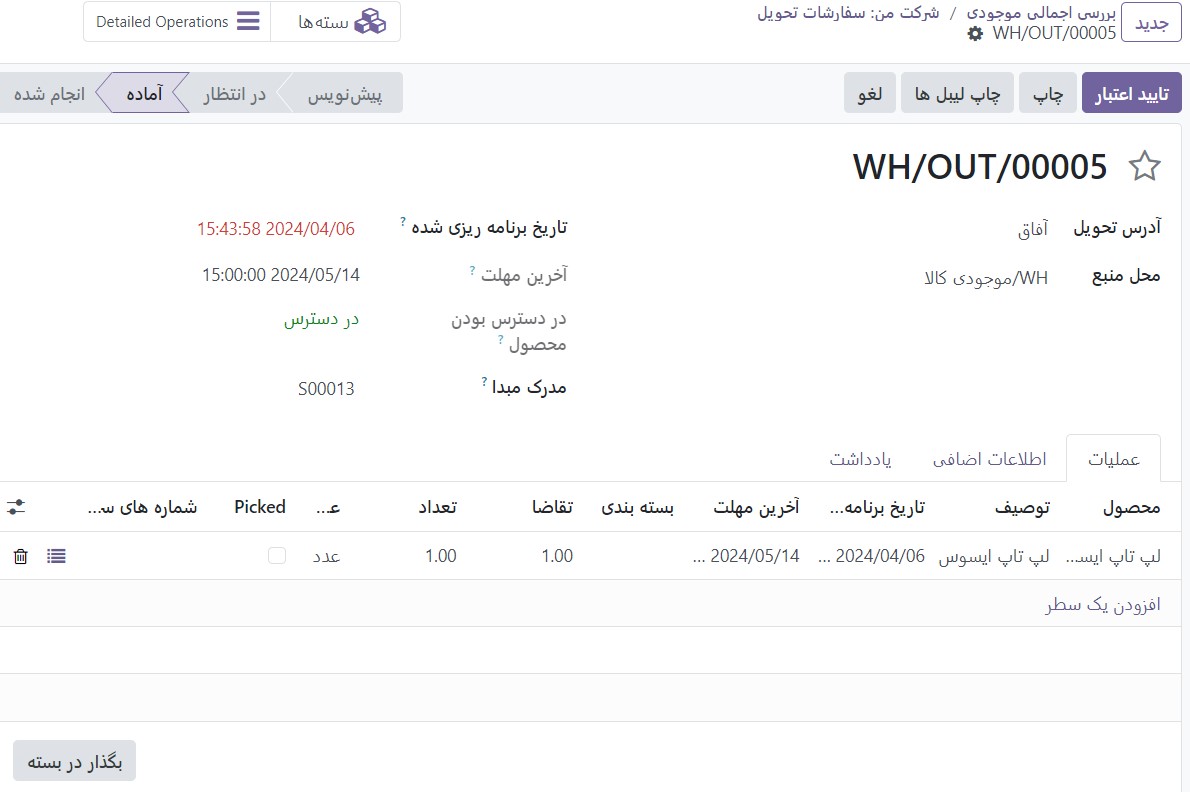 جدید
بررسی اجمالی موجودی / شرکت من: سفارشات تحویل
WH/OUT/00005
بسته‌ها
Detailed Operations
تایید اعتبار
چاپ
چاپ لیبل ها
لغو
پیش‌نویس
در انتظار
آماده
انجام شده
WH/OUT/00005
آدرس تحویل
آفاق
محل منبع
WH/موجودی کالا
تاریخ برنامه ریزی شده ?
2024/04/06 15:43:58
آخرین مهلت ?
2024/05/14 15:00:00
در دسترس بودن
محصول ?
در دسترس
مدرک مبدا ?
S00013
عملیات
اطلاعات اضافی
یادداشت
محصول توصیف تاریخ برنامه... آخرین مهلت بسته بندی تقاضا تعداد عـ... Picked شماره های سـ...
لپ تاپ ایسـ... لپ تاپ ایسوس 2024/04/06 ... 2024/05/14 ... 1.00 1.00 عدد
افزودن یک سطر
بگذار در بسته